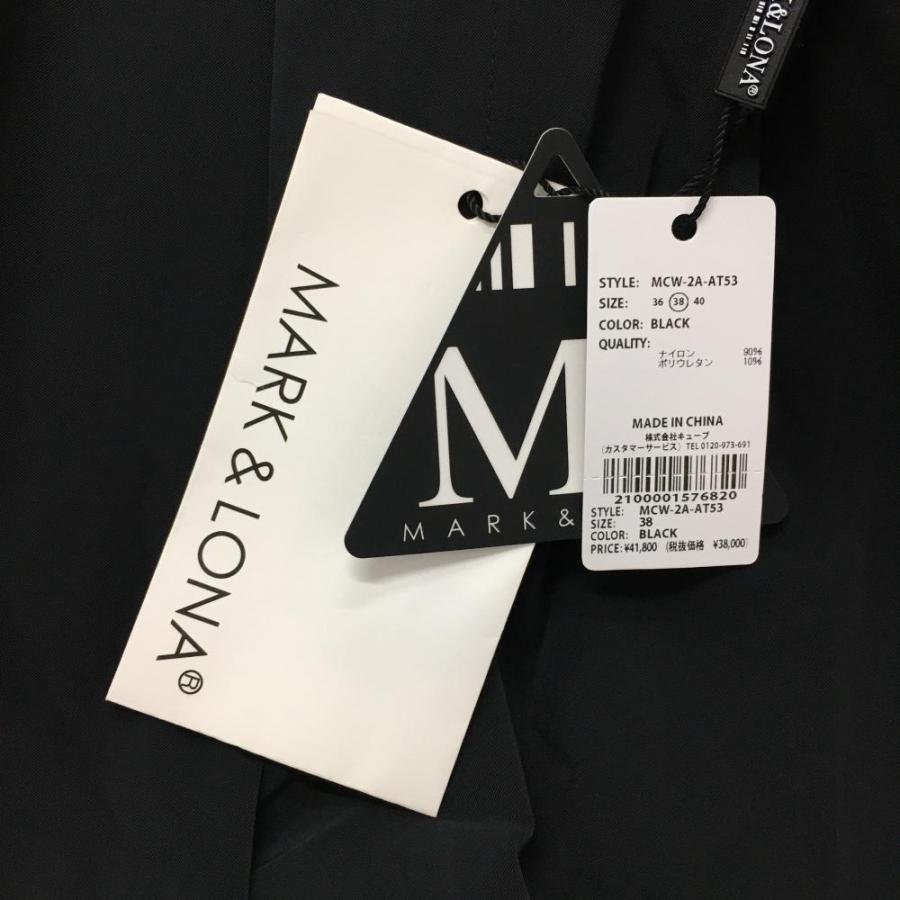 &LONA®
MARK & LONA®
M
MARK &
STYLE: MCW-2A-AT53
SIZE: 36 38 40
COLOR: BLACK
QUALITY:
ナイロン 90%
ポリウレタン 10%
MADE IN CHINA
株式会社キューブ
(カスタマーサービス) TEL 0120-973-691
2100001576820
STYLE: MCW-2A-AT53
SIZE: 38
COLOR: BLACK
PRICE: ¥41,800 (税抜価格 ¥38,000)